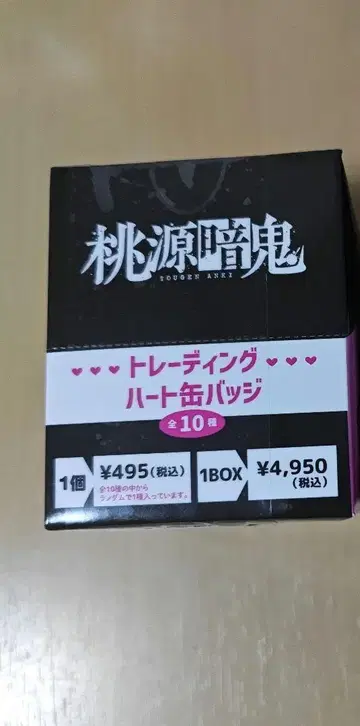 桃源暗鬼
TOUGEN ANKI
♥♥♥トレーディング♥♥♥
ハート缶バッジ
全10種
1個 ¥495(税込)
全10種の中から
ランダムで1種入っています。
1BOX ¥4,950
(税込)